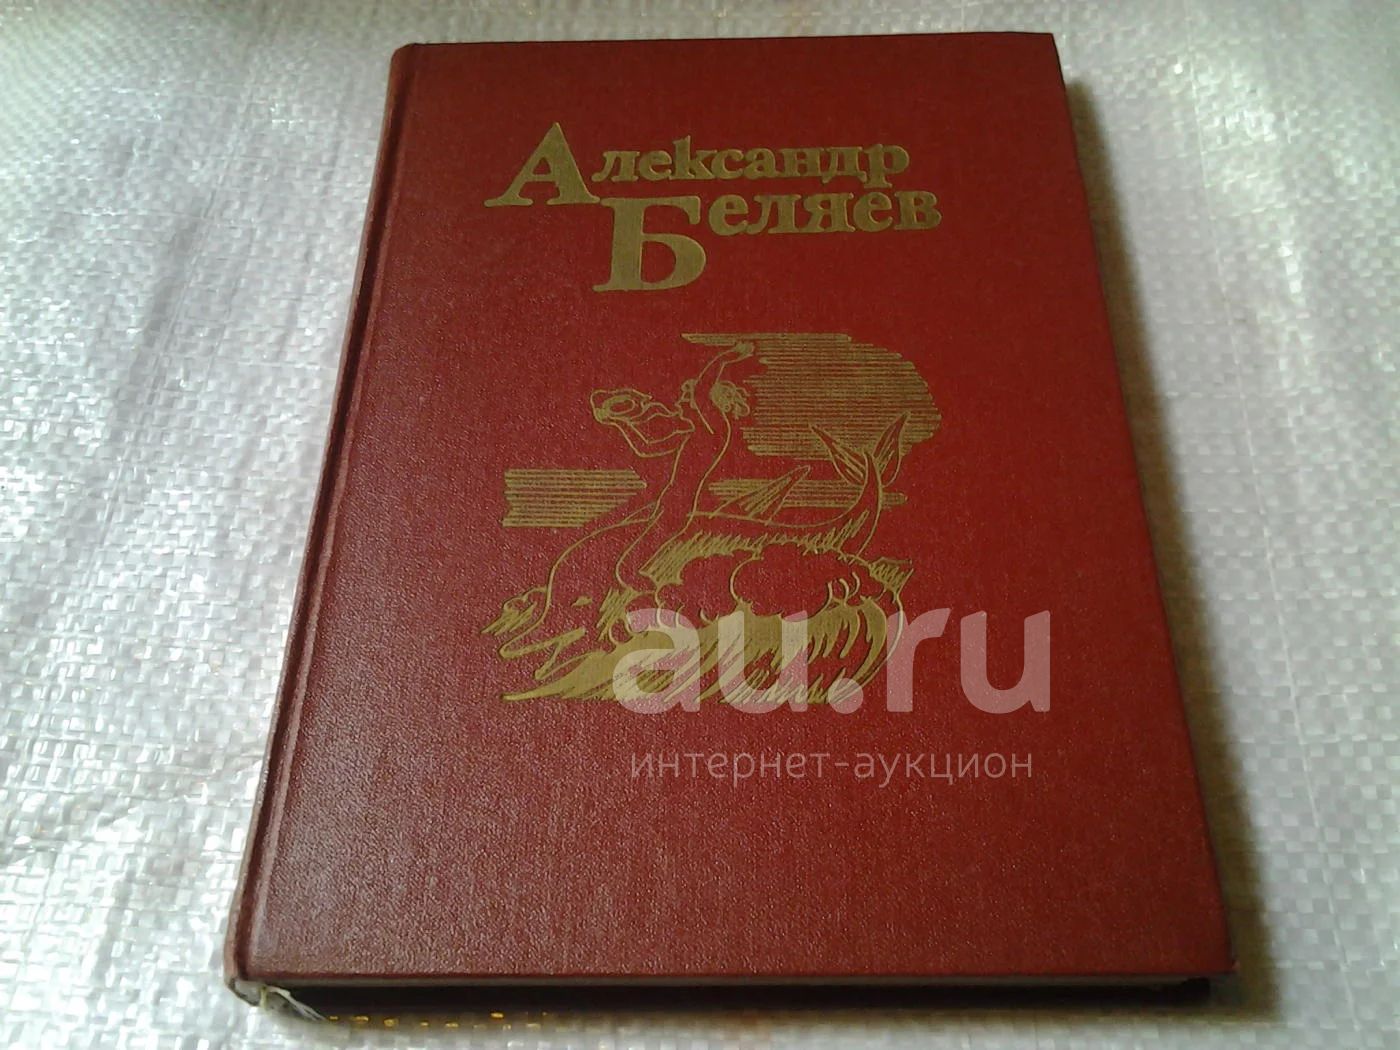 Александр
Беляев
au.ru
интернет-аукцион